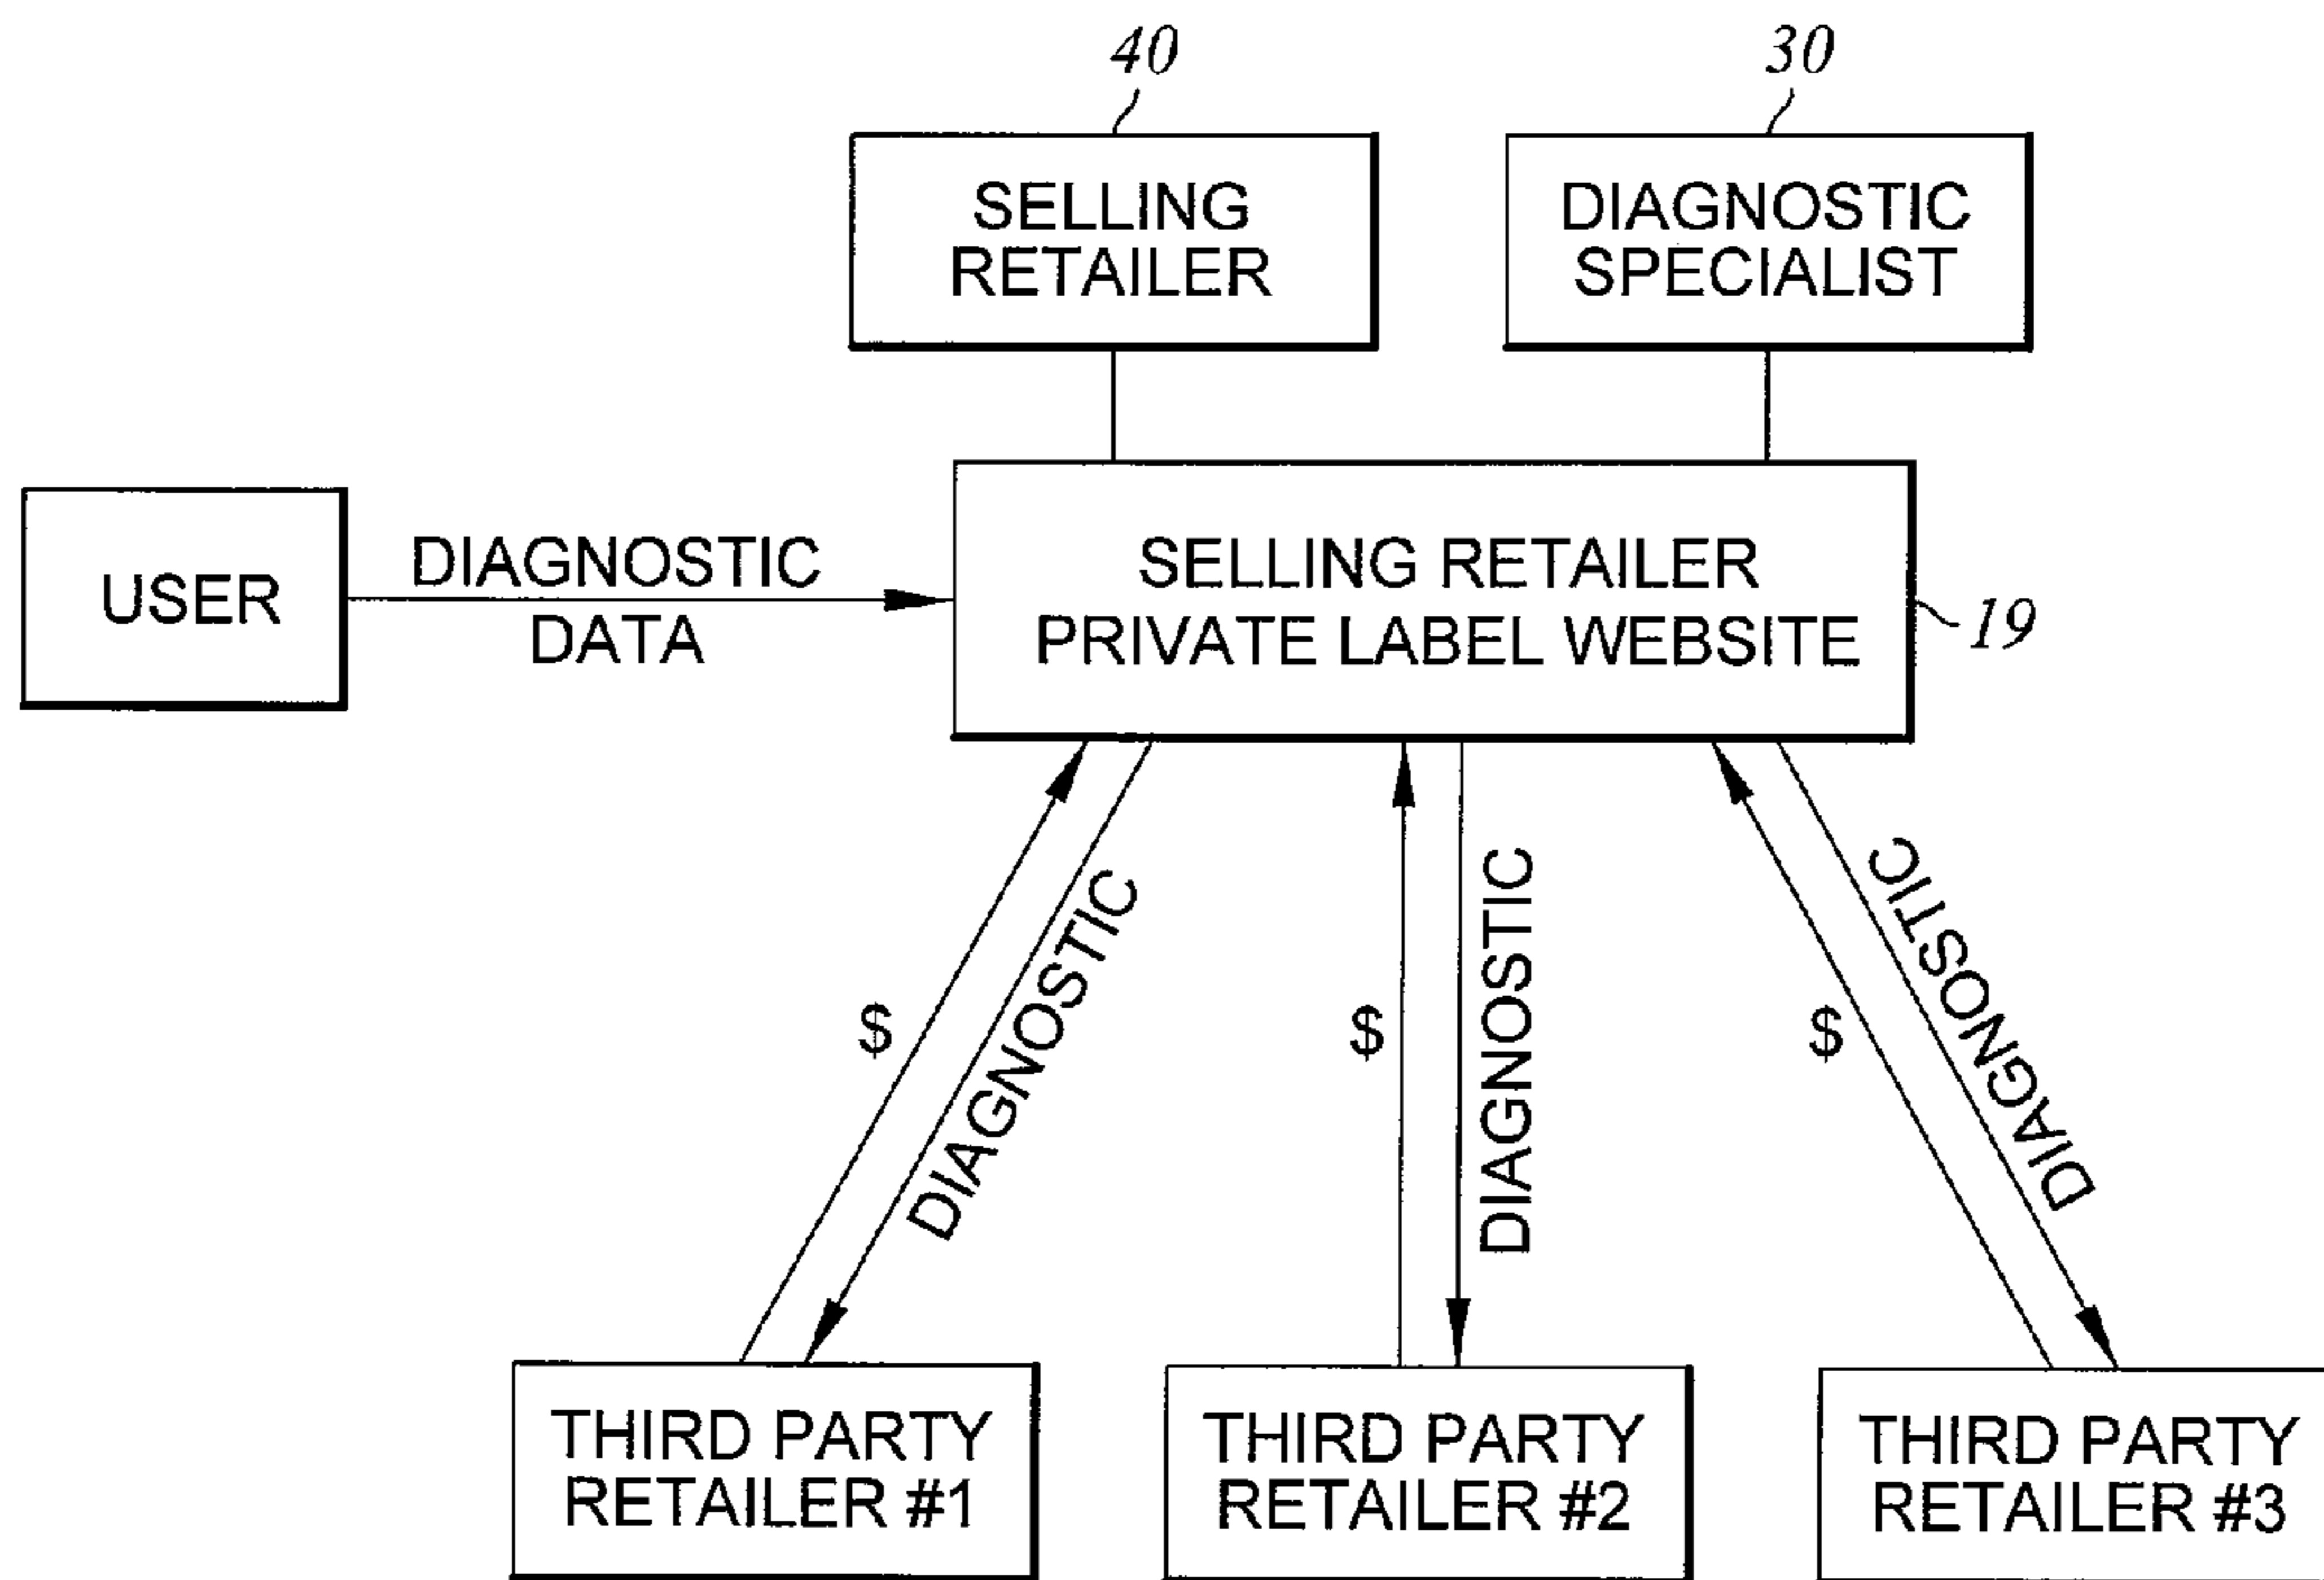 40
30
SELLING
RETAILER
DIAGNOSTIC
SPECIALIST
USER
DIAGNOSTIC
DATA
SELLING RETAILER
PRIVATE LABEL WEBSITE
19
$
DIAGNOSTIC
$
DIAGNOSTIC
$
DIAGNOSTIC
THIRD PARTY
RETAILER #1
THIRD PARTY
RETAILER #2
THIRD PARTY
RETAILER #3